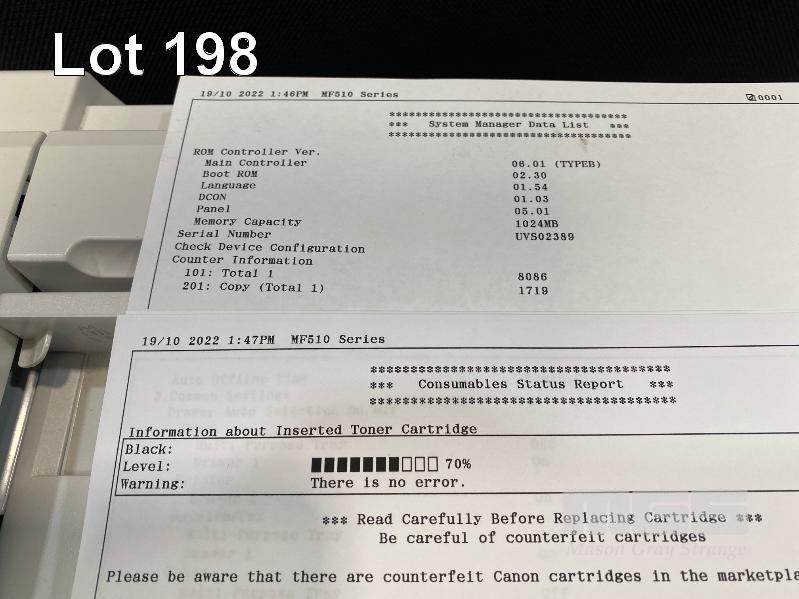 Lot 198
19/10 2022 1:46PM MF510 Series
0001
***********************************
*** System Manager Data List ***
***********************************
ROM Controller Ver.
Main Controller 06.01 (TYPEB)
Boot ROM 02.30
Language 01.54
DCON 01.03
Panel 05.01
Memory Capacity 1024MB
Serial Number UVS02389
Check Device Configuration
Counter Information
101: Total 1 8086
201: Copy (Total 1) 1719
19/10 2022 1:47PM MF510 Series
*************************************
*** Consumables Status Report ***
*************************************
Information about Inserted Toner Cartridge
Black:
Level: 70%
Warning: There is no error.
*** Read Carefully Before Replacing Cartridge ***
Be careful of counterfeit cartridges
Mason Gray Strange
Please be aware that there are counterfeit Canon cartridges in the marketpla